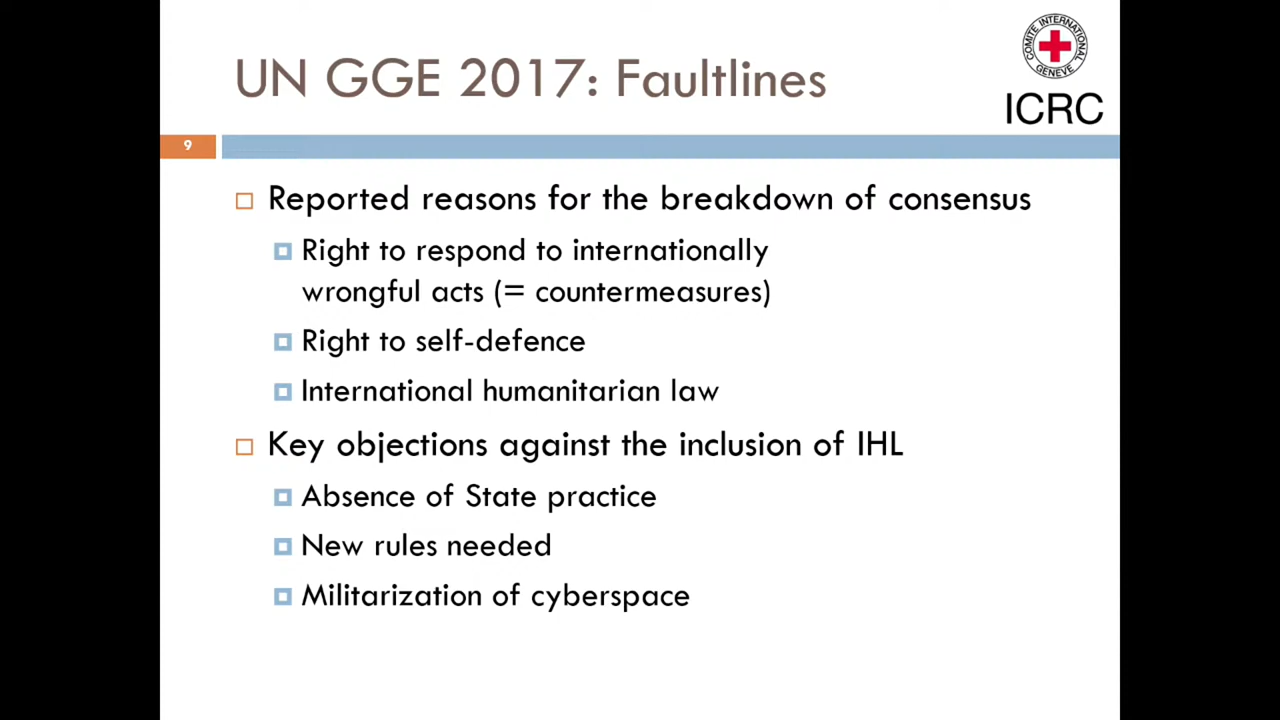 UN GGE 2017: Faultlines
COMITE INTERNATIONAL
GENEVE
ICRC
9
Reported reasons for the breakdown of consensus
Right to respond to internationally
wrongful acts (= countermeasures)
Right to self-defence
International humanitarian law
Key objections against the inclusion of IHL
Absence of State practice
New rules needed
Militarization of cyberspace